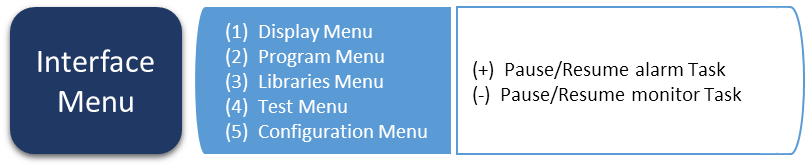 Interface
Menu
(1) Display Menu
(2) Program Menu
(3) Libraries Menu
(4) Test Menu
(5) Configuration Menu
(+) Pause/Resume alarm Task
(-) Pause/Resume monitor Task